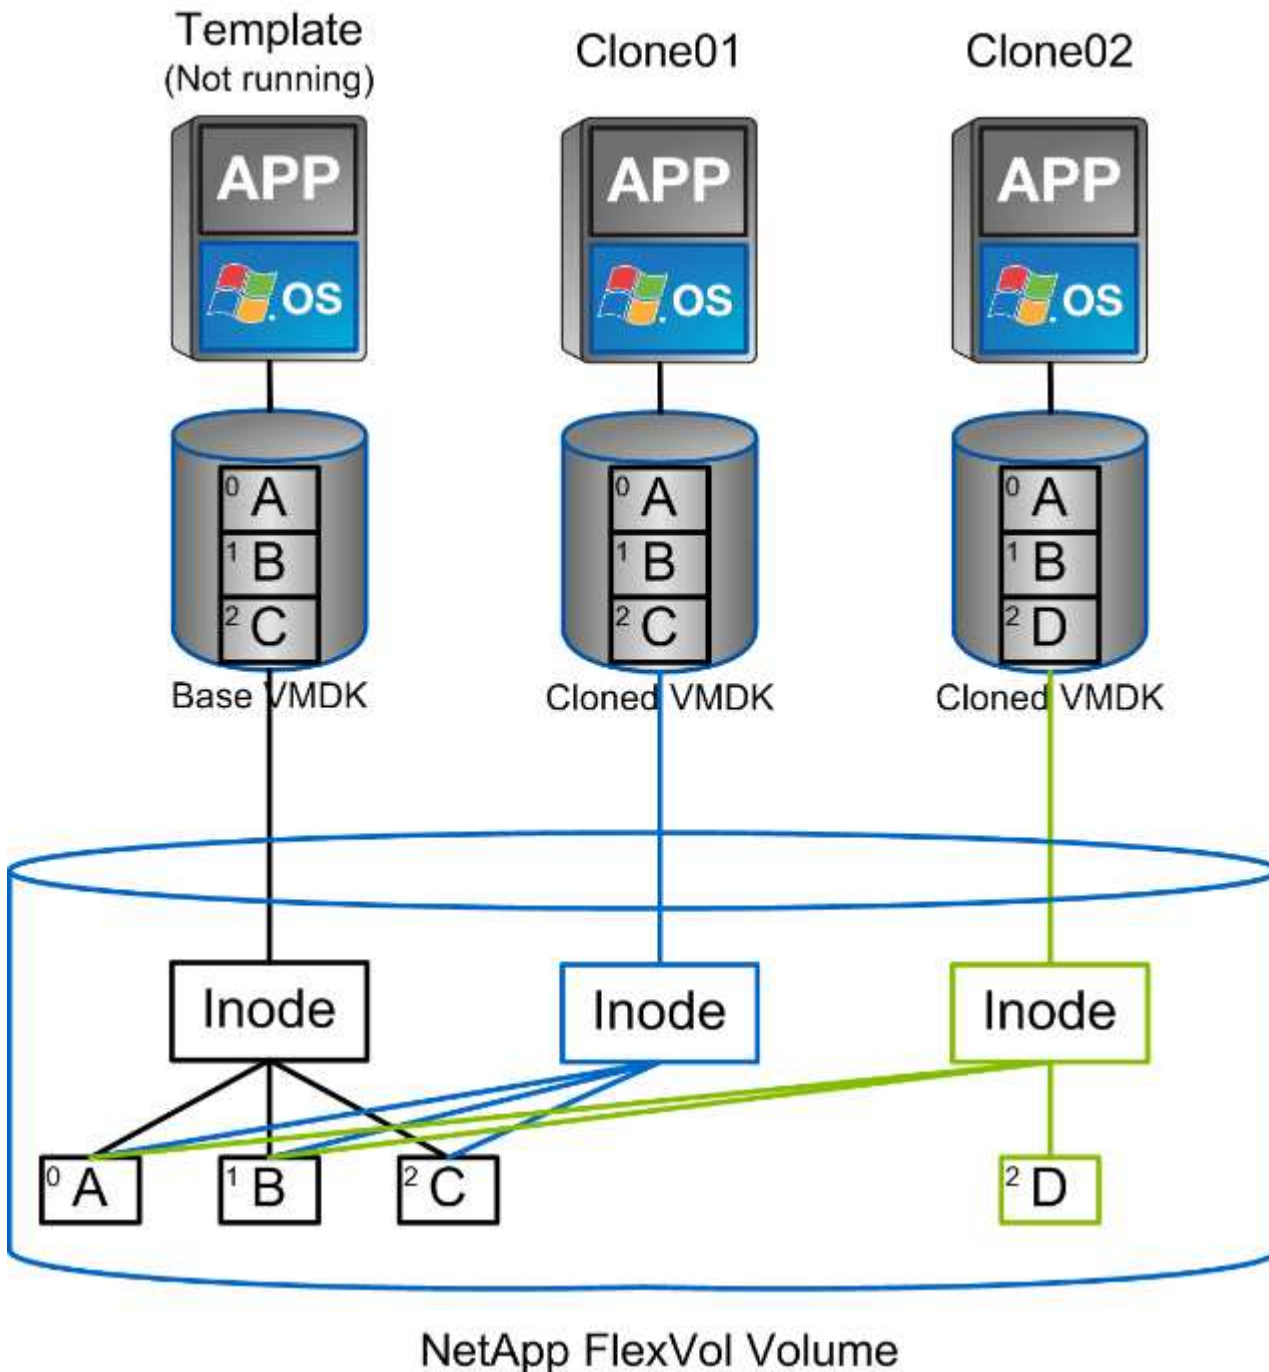 Template
(Not running)
Clone01
Clone02
APP
APP
APP
OS
OS
OS
0 A
1 B
2 C
0 A
1 B
2 C
0 A
1 B
2 D
Base VMDK
Cloned VMDK
Cloned VMDK
Inode
Inode
Inode
0 A
1 B
2 C
2 D
NetApp FlexVol Volume